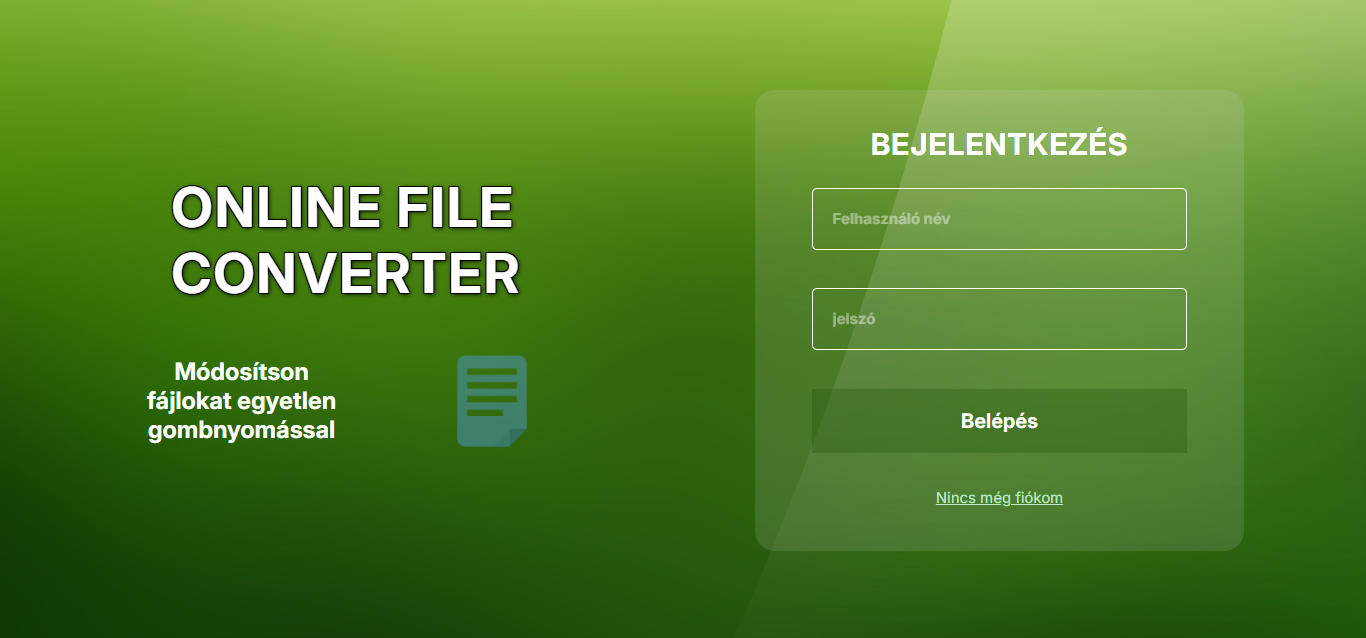 ONLINE FILE
CONVERTER
Módosítson
fájlokat egyetlen
gombnyomással
BEJELENTKEZÉS
Felhasználó név
jelszó
Belépés
Nincs még fiókom